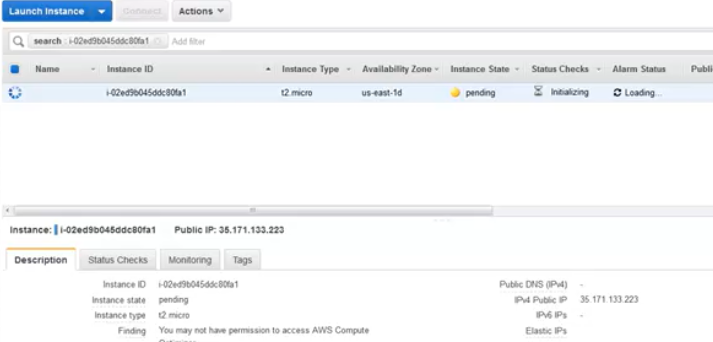 Launch Instance Connect Actions
search : i-02ed9b045ddc80fa1 Add filter
Name Instance ID Instance Type Availability Zone Instance State Status Checks Alarm Status Publi
i-02ed9b045ddc80fa1 t2.micro us-east-1d pending Initializing Loading...
Instance: i-02ed9b045ddc80fa1 Public IP: 35.171.133.223
Description Status Checks Monitoring Tags
Instance ID i-02ed9b045ddc80fa1 Public DNS (IPv4) -
Instance state pending IPv4 Public IP 35.171.133.223
Instance type t2.micro IPv6 IPs -
Finding You may not have permission to access AWS Compute Elastic IPs